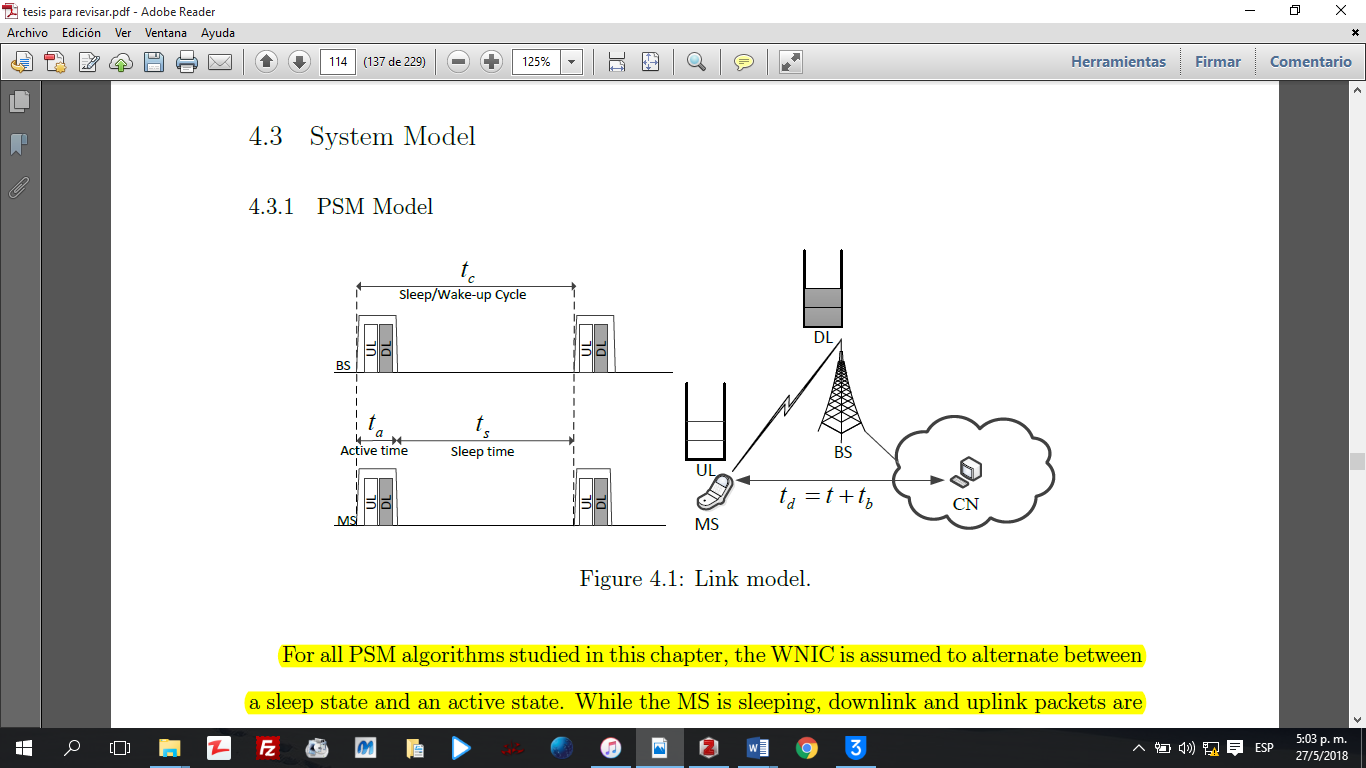 tesis para revisar.pdf - Adobe Reader
Archivo Edición Ver Ventana Ayuda
114 (137 de 229) 125% Herramientas Firmar Comentario
4.3 System Model
4.3.1 PSM Model
t_c
Sleep/Wake-up Cycle
UL DL UL DL
BS
t_a t_s
Active time Sleep time
UL DL UL DL
MS
DL
BS
UL
MS
t_d = t + t_b
CN
Figure 4.1: Link model.
For all PSM algorithms studied in this chapter, the WNIC is assumed to alternate between
a sleep state and an active state. While the MS is sleeping, downlink and uplink packets are
ESP
5:03 p. m.
27/5/2018